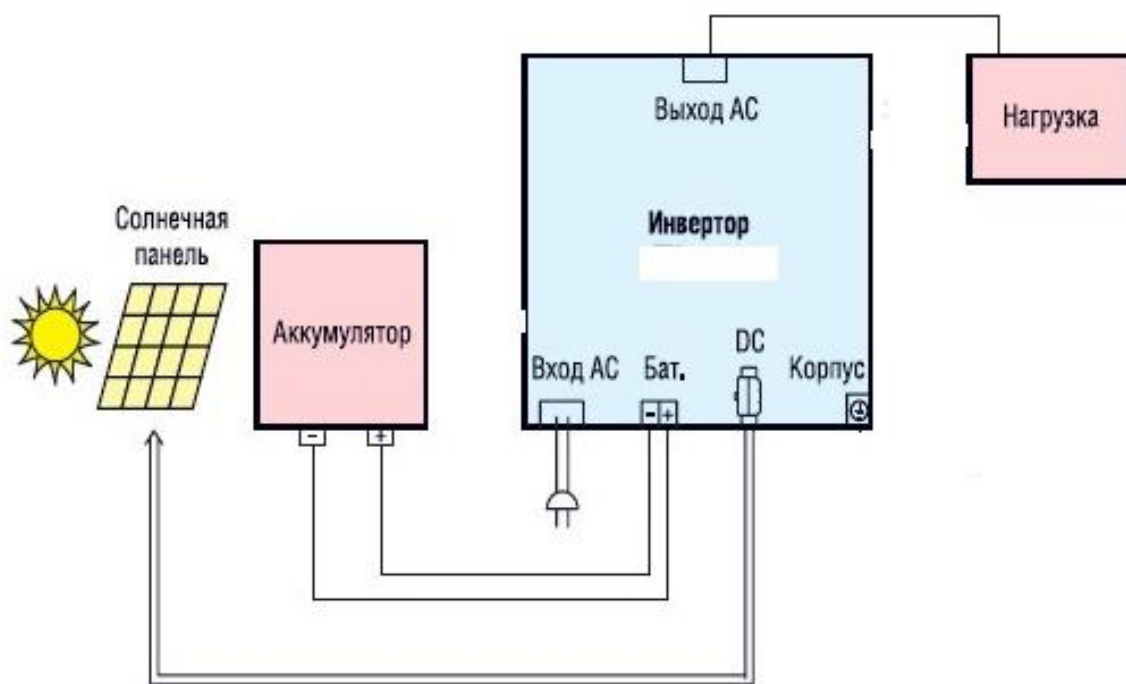 Выход AC
Нагрузка
Солнечная
панель
Инвертор
Аккумулятор
Вход AC
Бат.
DC
Корпус
- +
- +